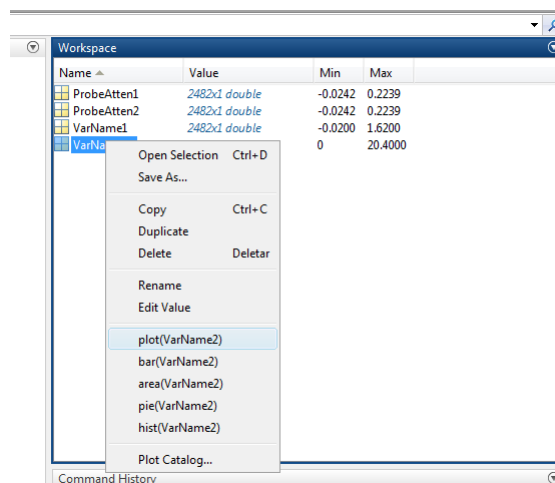 Workspace
Name Value Min Max
ProbeAtten1 2482x1 double -0.0242 0.2239
ProbeAtten2 2482x1 double -0.0242 0.2239
VarName1 2482x1 double -0.0200 1.6200
VarNa 0 20.4000
Open Selection Ctrl+D
Save As...
Copy Ctrl+C
Duplicate
Delete Deletar
Rename
Edit Value
plot(VarName2)
bar(VarName2)
area(VarName2)
pie(VarName2)
hist(VarName2)
Plot Catalog...
Command History